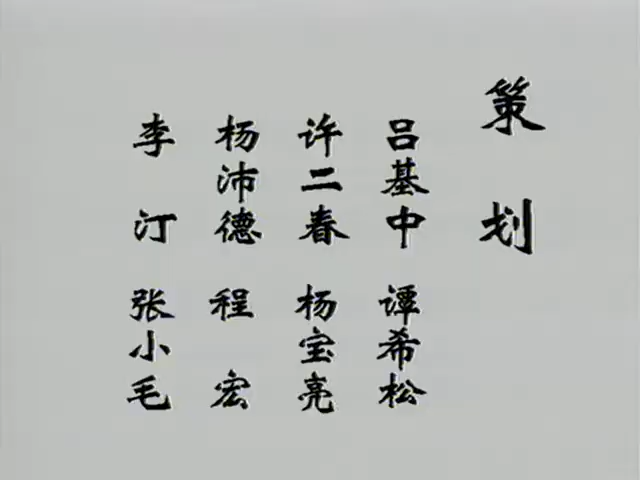 策划
吕基中 谭希松
许二春 杨宝亮
杨沛德 程宏
李汀 张小毛